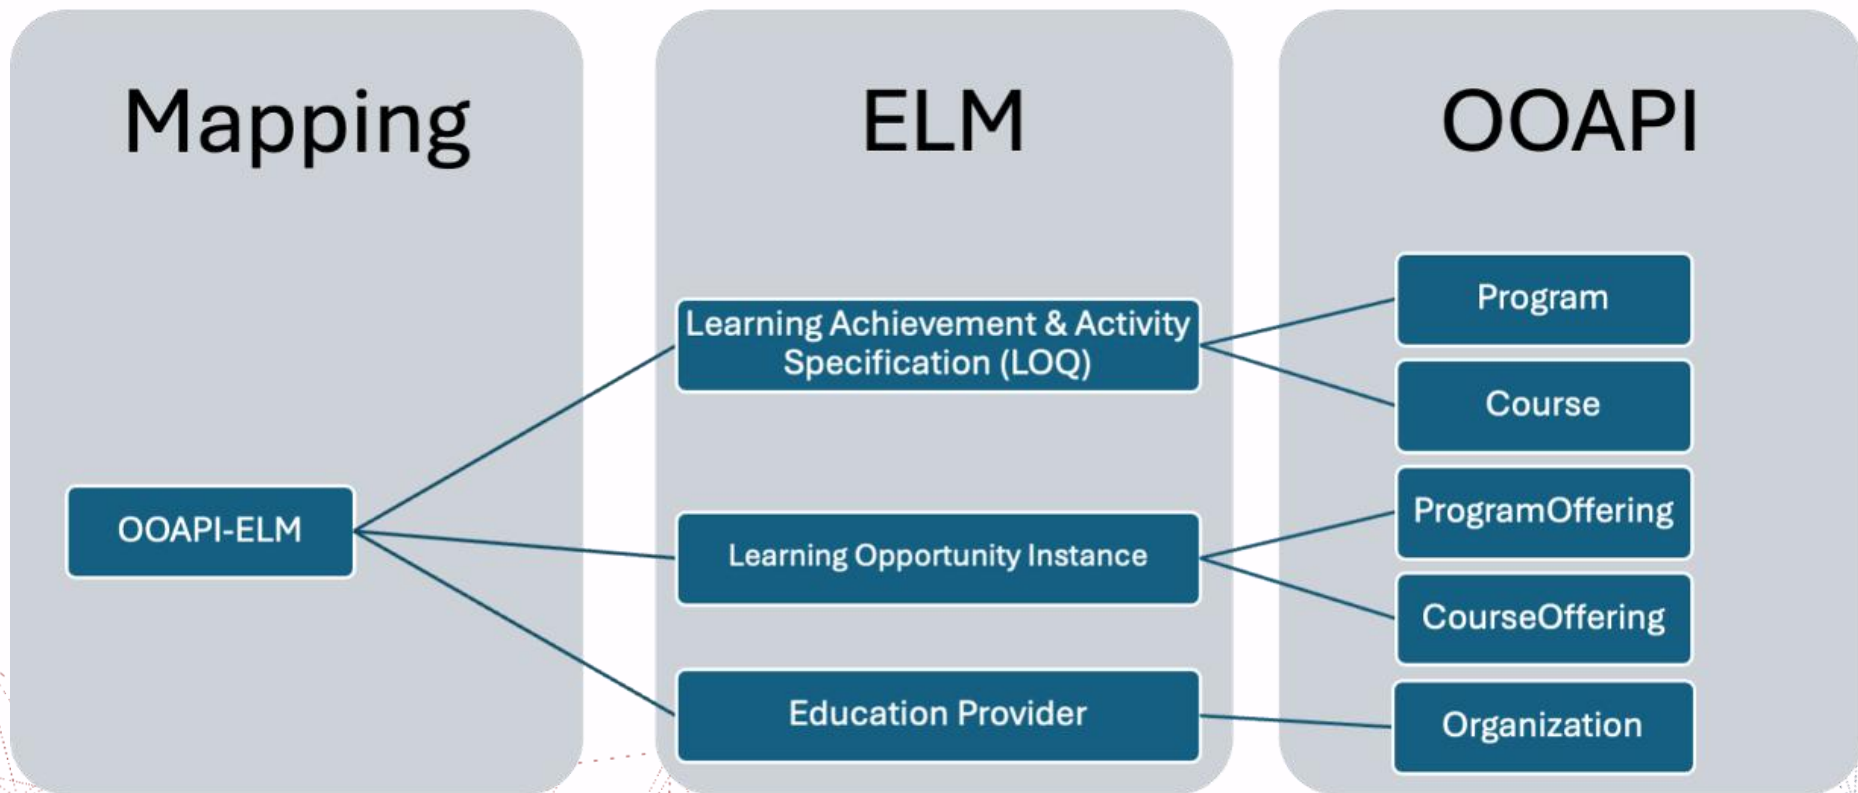 Mapping
ELM
OOAPI
OOAPI-ELM
Learning Achievement & Activity
Specification (LOQ)
Learning Opportunity Instance
Education Provider
Program
Course
ProgramOffering
CourseOffering
Organization